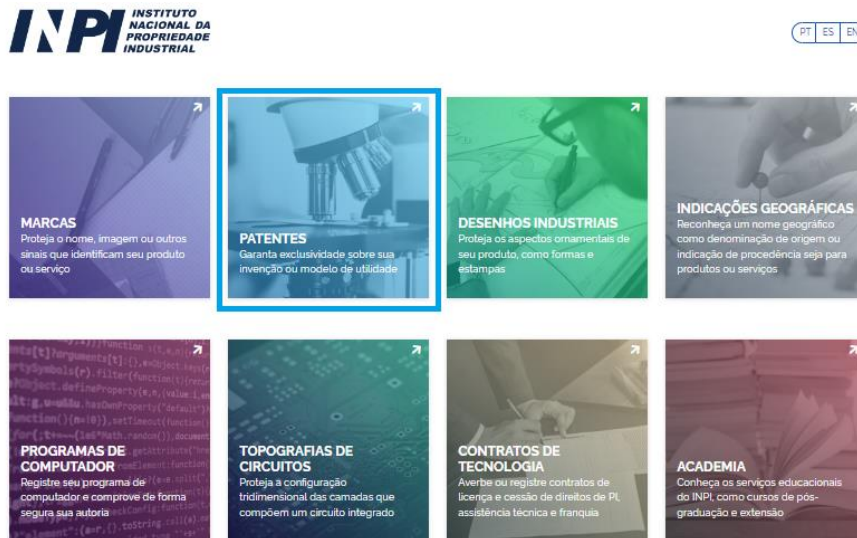 INPI
INSTITUTO
NACIONAL DA
PROPRIEDADE
INDUSTRIAL
PT ES EN
MARCAS
Proteja o nome, imagem ou outros
sinais que identificam seu produto
ou serviço
PATENTES
Garanta exclusividade sobre sua
invenção ou modelo de utilidade
DESENHOS INDUSTRIAIS
Proteja os aspectos ornamentais de
seu produto, como formas e
estampas
INDICAÇÕES GEOGRÁFICAS
Reconheça um nome geográfico
como denominação de origem ou
indicação de procedência seja para
produtos ou serviços
PROGRAMAS DE
COMPUTADOR
Registre seu programa de
computador e comprove de forma
segura sua autoria
TOPOGRAFIAS DE
CIRCUITOS
Proteja a configuração
tridimensional das camadas que
compõem um circuito integrado
CONTRATOS DE
TECNOLOGIA
Averbe ou registre contratos de
licença e cessão de direitos de PI,
assistência técnica e franquia
ACADEMIA
Conheça os serviços educacionais
do INPI, como cursos de pós-
graduação e extensão